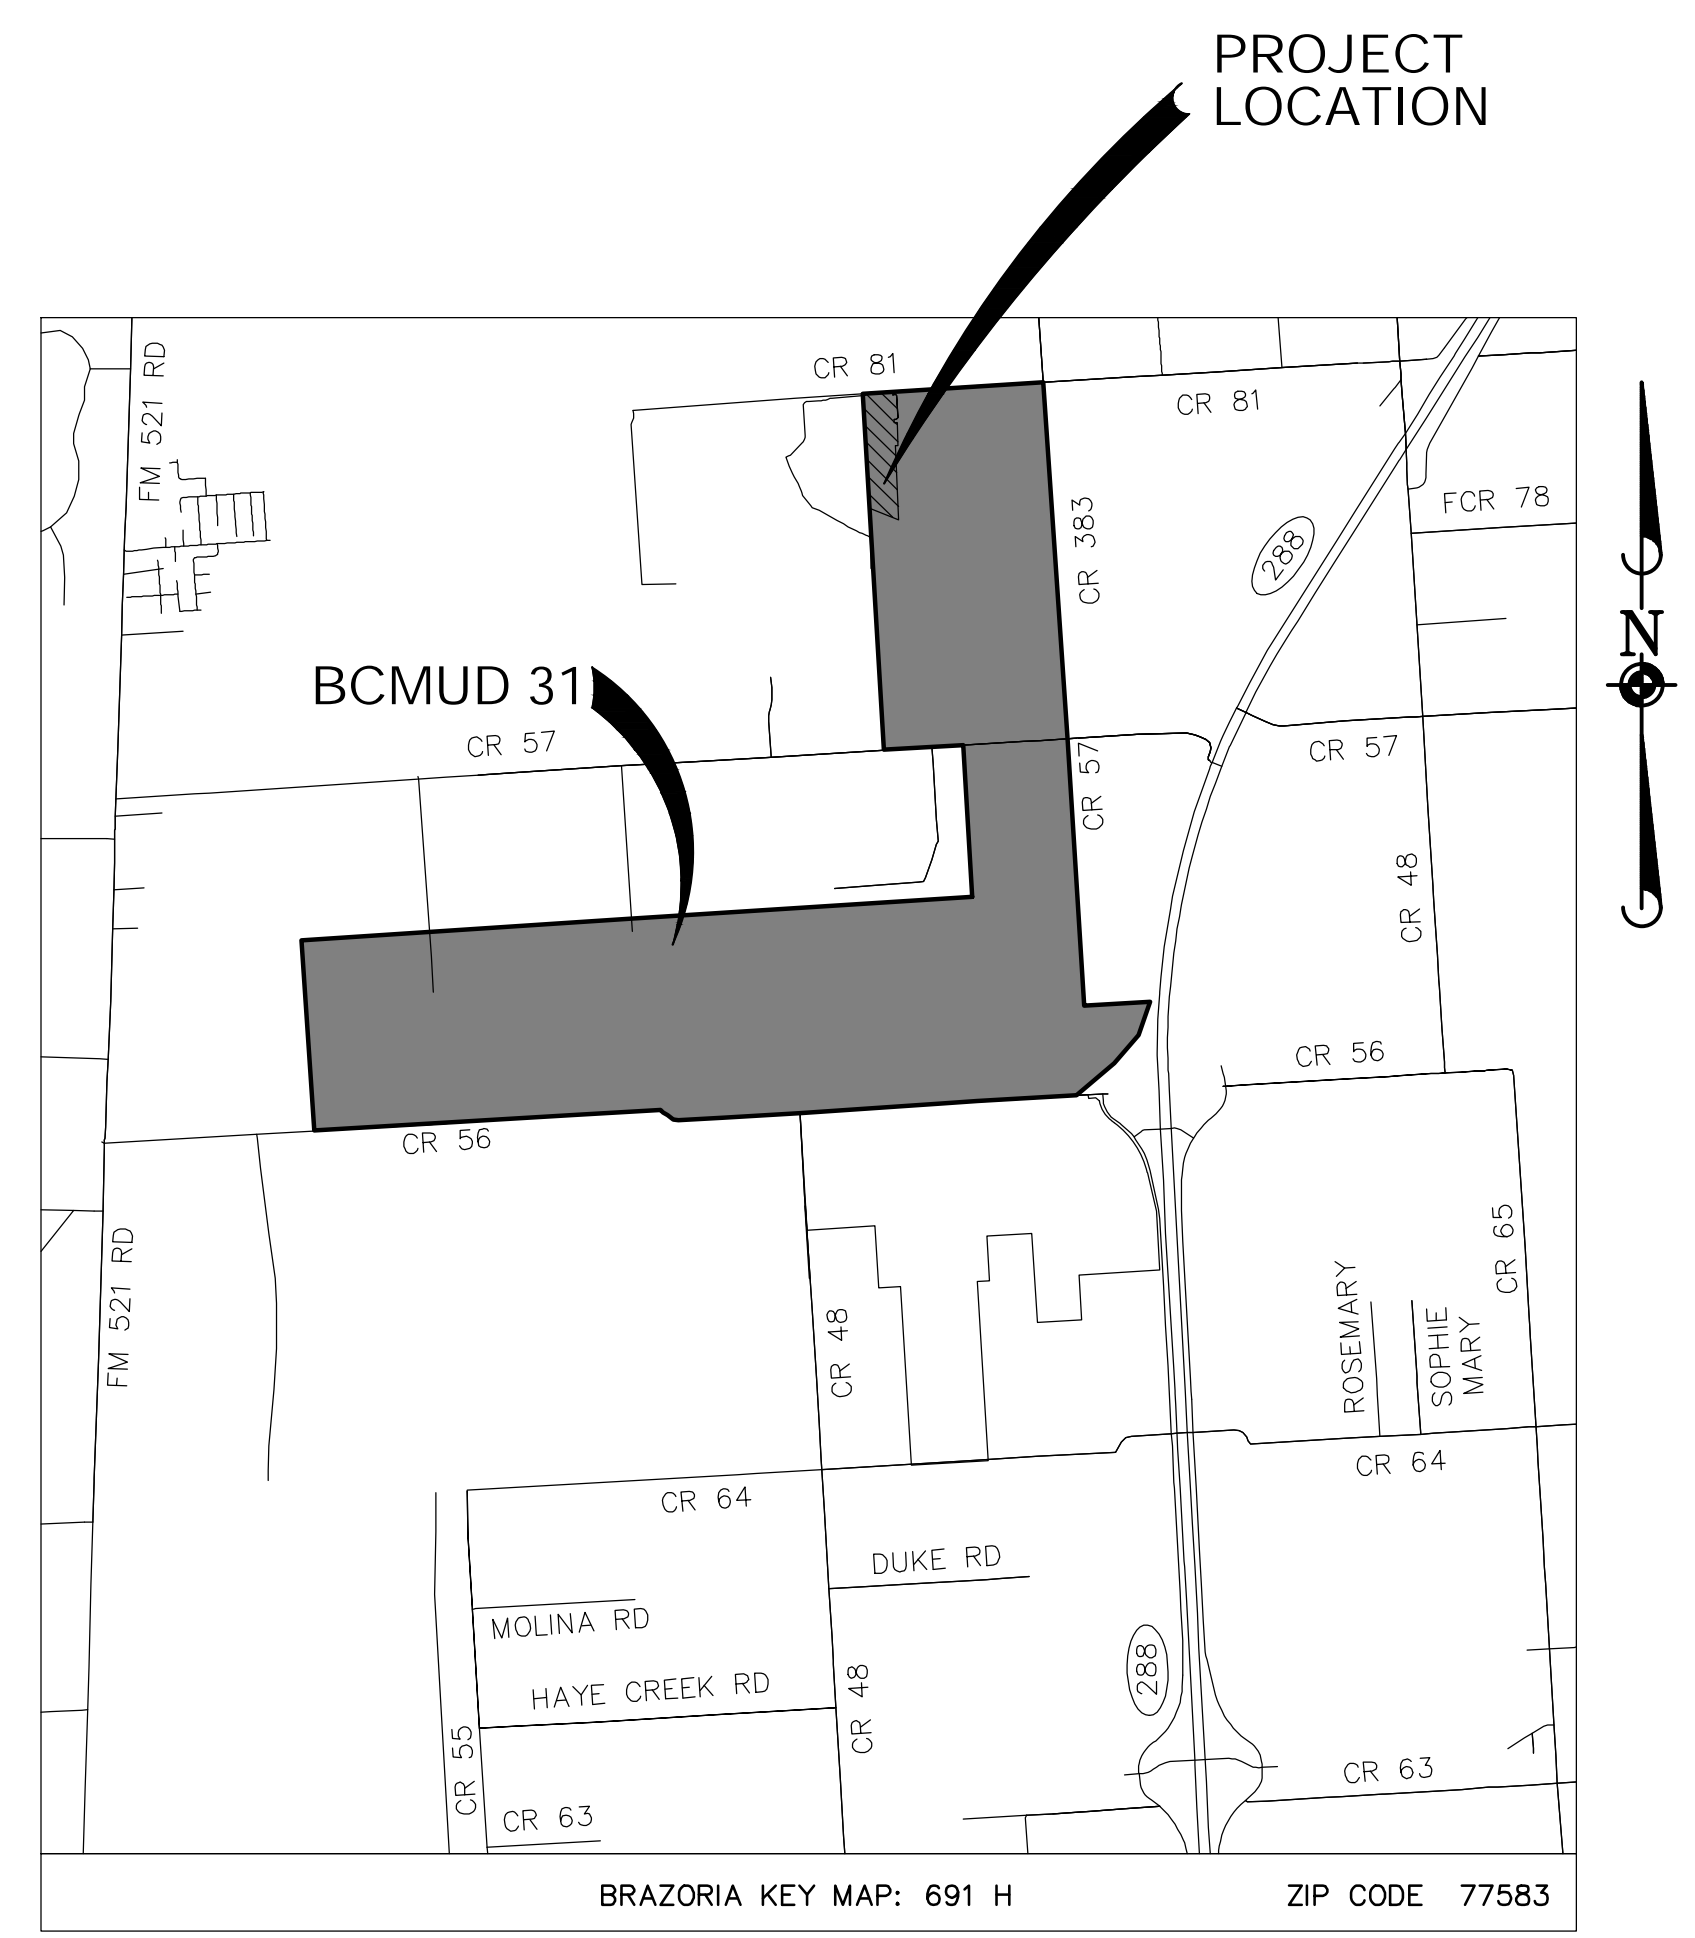 PROJECT
LOCATION
CR 81
FM 521 RD
CR 81
CR 383
FCR 78
288
N
BCMUD 31
CR 57
CR 57
CR 57
CR 48
CR 56
CR 56
FM 521 RD
CR 48
CR 65
ROSEMARY
SOPHIE
MARY
CR 64
CR 64
DUKE RD
MOLINA RD
HAYE CREEK RD
CR 48
288
CR 55
CR 63
CR 63
BRAZORIA KEY MAP: 691 H
ZIP CODE 77583